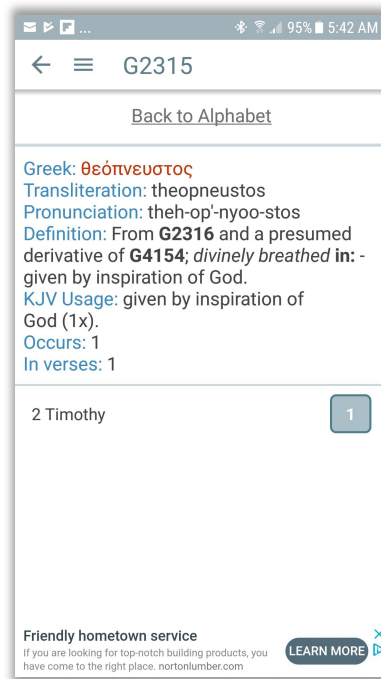 ... 95% 5:42 AM
G2315
Back to Alphabet
Greek: θεόπνευστος
Transliteration: theopneustos
Pronunciation: theh-op'-nyoo-stos
Definition: From G2316 and a presumed
derivative of G4154; divinely breathed in: -
given by inspiration of God.
KJV Usage: given by inspiration of
God (1x).
Occurs: 1
In verses: 1
2 Timothy 1
Friendly hometown service
If you are looking for top-notch building products, you
have come to the right place. nortonlumber.com
LEARN MORE